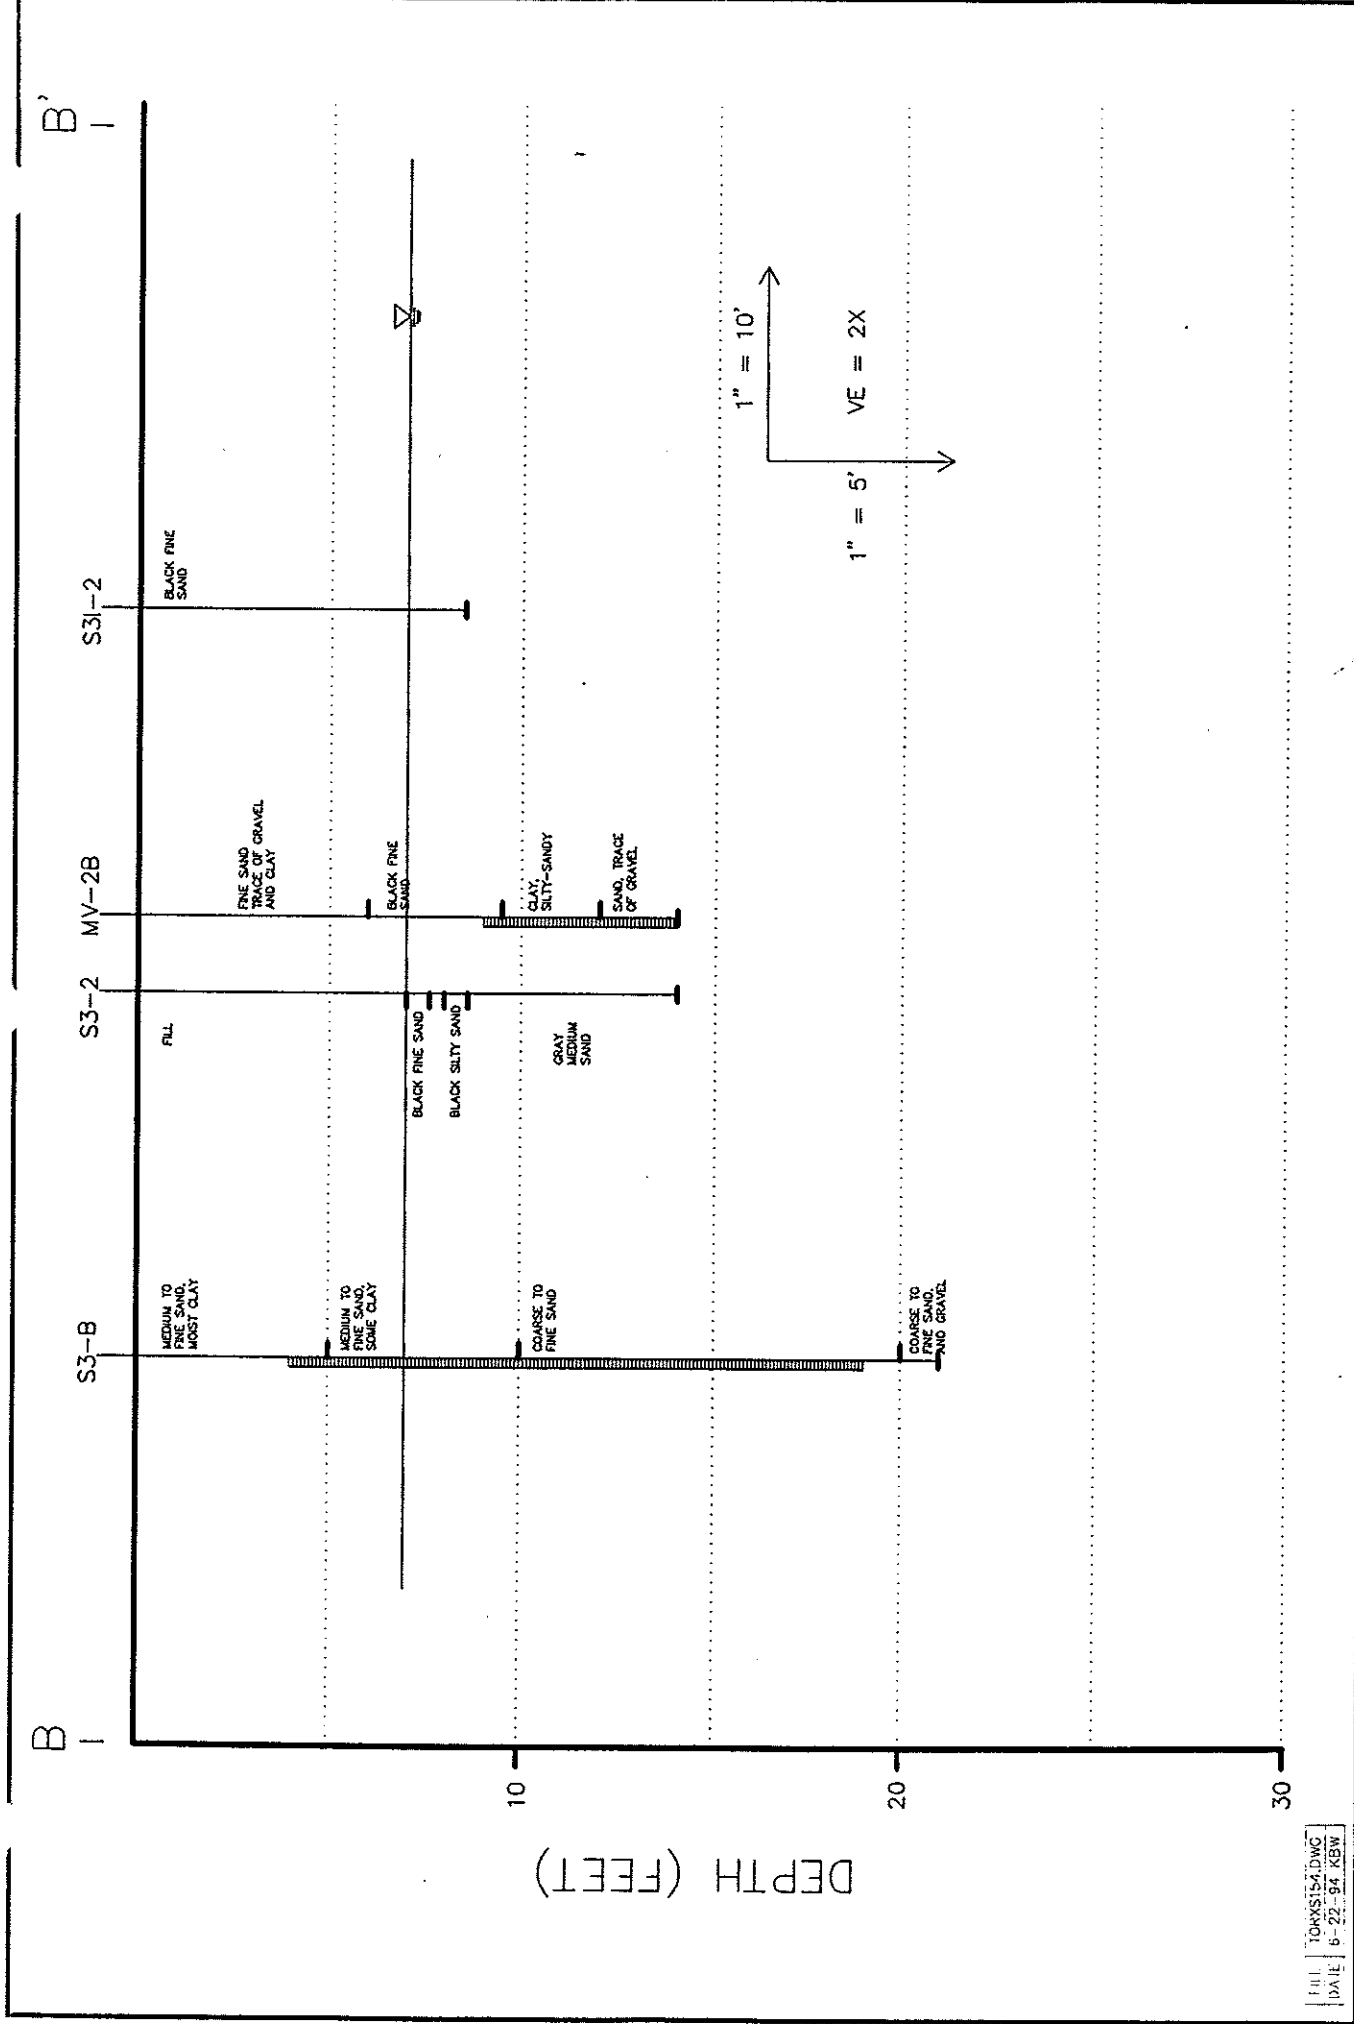 B
B'
S3-B
S3-2
MV-2B
S3I-2
MEDIUM TO
FINE SAND,
MOIST CLAY
MEDIUM TO
FINE SAND,
SOME CLAY
COARSE TO
FINE SAND
COARSE TO
FINE SAND,
AND GRAVEL
FILL
BLACK FINE SAND
BLACK SILTY SAND
GRAY
MEDIUM
SAND
FINE SAND
TRACE OF GRAVEL
AND CLAY
BLACK FINE
SAND
CLAY,
SILTY-SANDY
SAND, TRACE
OF GRAVEL
BLACK FINE
SAND
1" = 10'
1" = 5'
VE = 2X
10
20
30
DEPTH (FEET)
FILE TORXS154.DWG
DATE 6-22-94 KBW